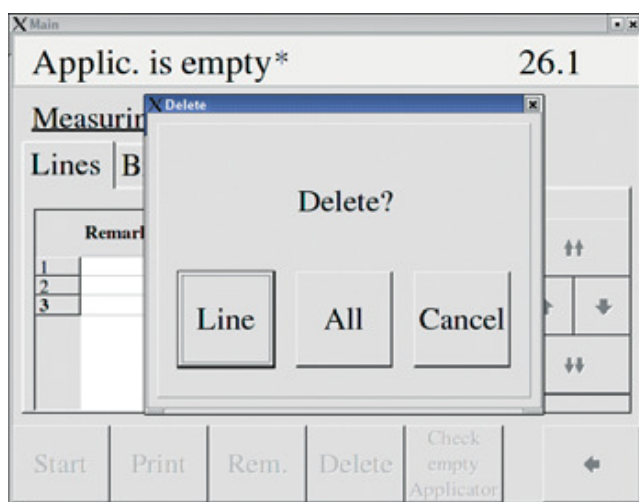 Main
Applic. is empty* 26.1
Measurin
Delete
Lines B
Delete?
Remark
1
2
3
Line All Cancel
Start Print Rem. Delete Check empty Applicator